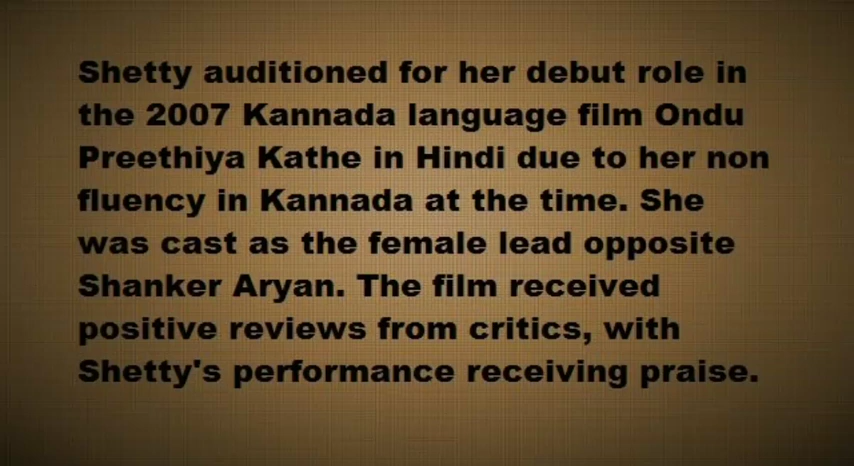 Shetty auditioned for her debut role in
the 2007 Kannada language film Ondu
Preethiya Kathe in Hindi due to her non
fluency in Kannada at the time. She
was cast as the female lead opposite
Shanker Aryan. The film received
positive reviews from critics, with
Shetty's performance receiving praise.